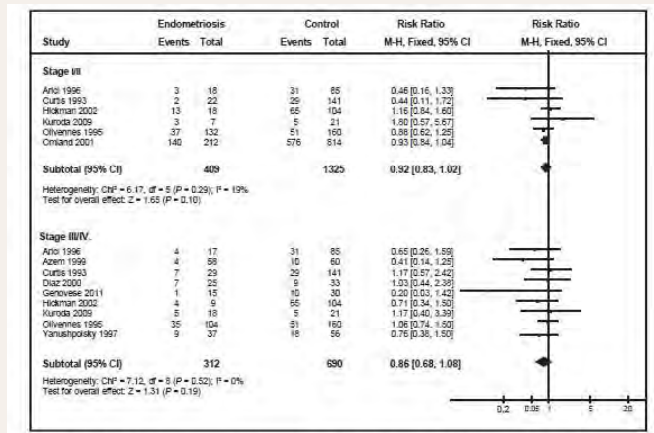 Endometriosis Control Risk Ratio Risk Ratio
Study Events Total Events Total M-H, Fixed, 95% CI M-H, Fixed, 95% CI
Stage I/II
Arici 1996 3 18 31 85 0.46 [0.16, 1.33]
Curtis 1993 2 22 29 141 0.44 [0.11, 1.72]
Hickman 2002 13 18 65 104 1.16 [0.84, 1.60]
Kuroda 2009 3 7 5 21 1.80 [0.57, 5.67]
Olivennes 1995 37 132 51 160 0.88 [0.62, 1.25]
Omland 2001 140 212 576 814 0.93 [0.84, 1.04]
Subtotal (95% CI) 409 1325 0.92 [0.83, 1.02]
Heterogeneity: Chi² = 6.17, df = 5 (P = 0.29); I² = 19%
Test for overall effect: Z = 1.65 (P = 0.10)
Stage III/IV.
Arici 1996 4 17 31 85 0.65 [0.26, 1.59]
Azem 1999 4 58 10 60 0.41 [0.14, 1.25]
Curtis 1993 7 29 29 141 1.17 [0.57, 2.42]
Diaz 2000 7 25 9 33 1.03 [0.44, 2.38]
Genovese 2011 1 15 10 30 0.20 [0.03, 1.42]
Hickman 2002 4 9 65 104 0.71 [0.34, 1.50]
Kuroda 2009 5 18 5 21 1.17 [0.40, 3.39]
Olivennes 1995 35 104 51 160 1.06 [0.74, 1.50]
Yanushpolsky 1997 9 37 18 56 0.76 [0.38, 1.50]
Subtotal (95% CI) 312 690 0.86 [0.68, 1.08]
Heterogeneity: Chi² = 7.12, df = 8 (P = 0.52); I² = 0%
Test for overall effect: Z = 1.31 (P = 0.19)
0.2 0.05 1 5 20